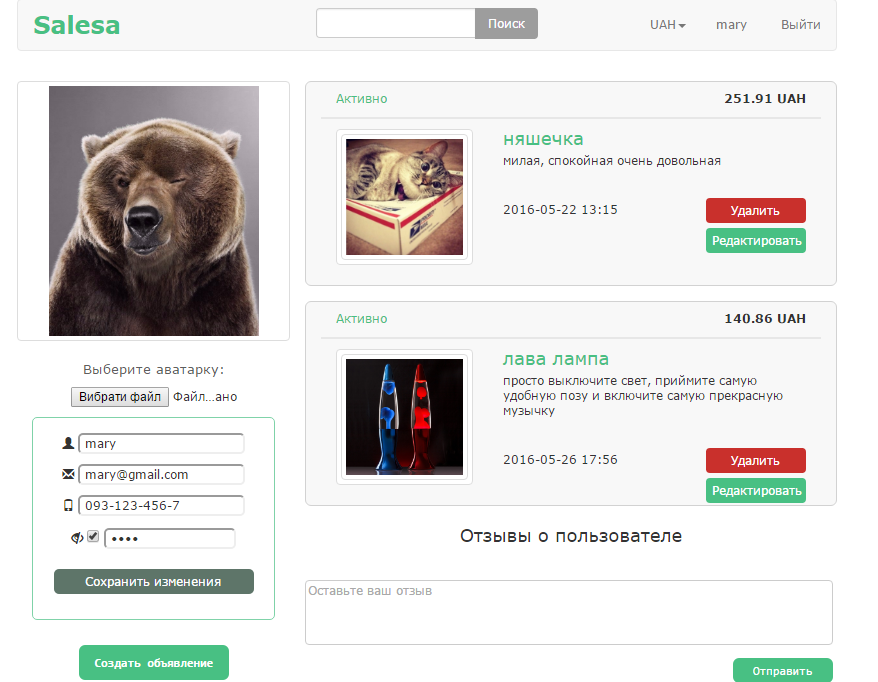 Salesa
Поиск
UAH
mary
Выйти
Выберите аватарку:
Вибрати файл Файл...ано
mary
mary@gmail.com
093-123-456-7
••••
Сохранить изменения
Создать объявление
Активно
251.91 UAH
няшечка
милая, спокойная очень довольная
2016-05-22 13:15
Удалить
Редактировать
Активно
140.86 UAH
лава лампа
просто выключите свет, приймите самую
удобную позу и включите самую прекрасную
музычку
2016-05-26 17:56
Удалить
Редактировать
Отзывы о пользователе
Оставьте ваш отзыв
Отправить